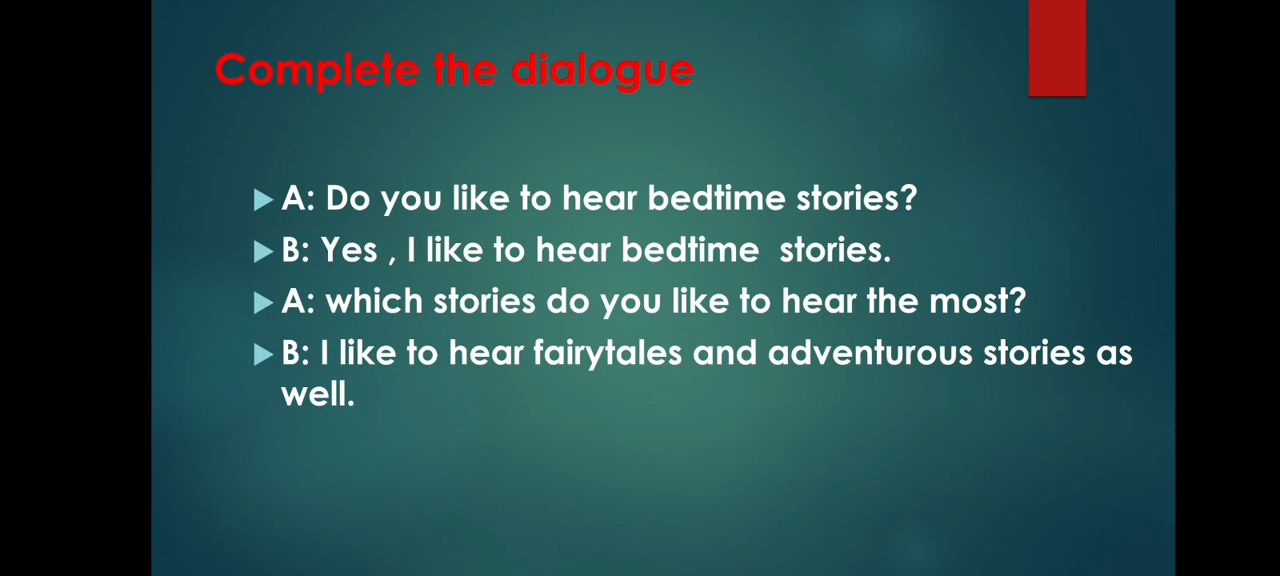 Complete the dialogue
A: Do you like to hear bedtime stories?
B: Yes , I like to hear bedtime  stories.
A: which stories do you like to hear the most?
B: I like to hear fairytales and adventurous stories as
well.